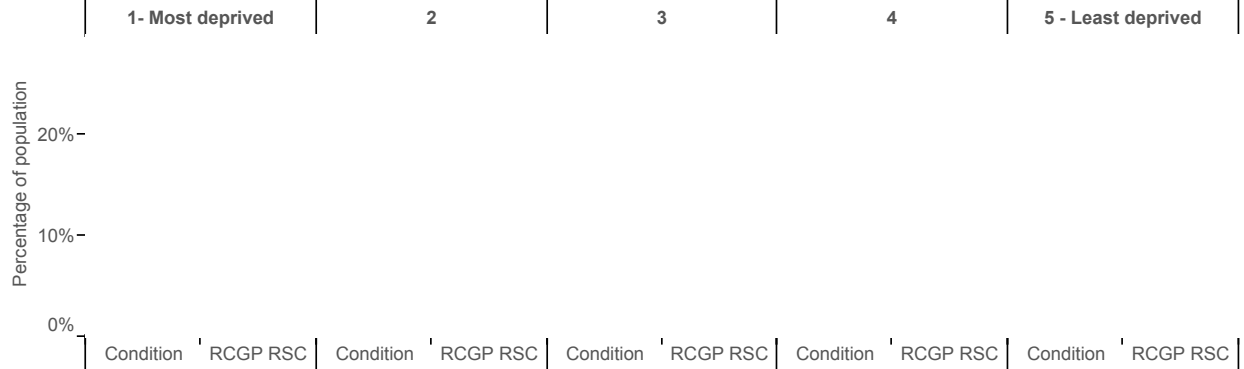 1- Most deprived 2 3 4 5 - Least deprived
Percentage of population
20%
10%
0%
Condition RCGP RSC Condition RCGP RSC Condition RCGP RSC Condition RCGP RSC Condition RCGP RSC